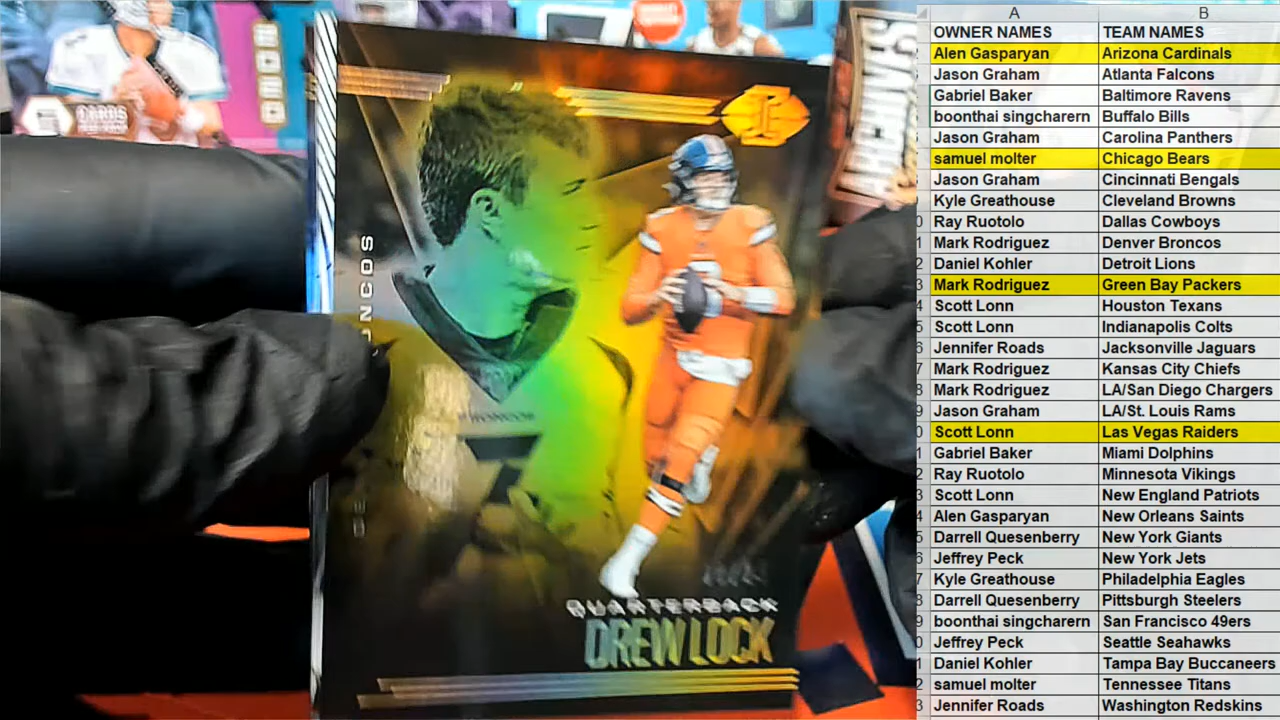 A B
OWNER NAMES TEAM NAMES
Alen Gasparyan Arizona Cardinals
Jason Graham Atlanta Falcons
Gabriel Baker Baltimore Ravens
boonthai singcharern Buffalo Bills
Jason Graham Carolina Panthers
samuel molter Chicago Bears
Jason Graham Cincinnati Bengals
Kyle Greathouse Cleveland Browns
Ray Ruotolo Dallas Cowboys
Mark Rodriguez Denver Broncos
Daniel Kohler Detroit Lions
Mark Rodriguez Green Bay Packers
Scott Lonn Houston Texans
Scott Lonn Indianapolis Colts
Jennifer Roads Jacksonville Jaguars
Mark Rodriguez Kansas City Chiefs
Mark Rodriguez LA/San Diego Chargers
Jason Graham LA/St. Louis Rams
Scott Lonn Las Vegas Raiders
Gabriel Baker Miami Dolphins
Ray Ruotolo Minnesota Vikings
Scott Lonn New England Patriots
Alen Gasparyan New Orleans Saints
Darrell Quesenberry New York Giants
Jeffrey Peck New York Jets
Kyle Greathouse Philadelphia Eagles
Darrell Quesenberry Pittsburgh Steelers
boonthai singcharern San Francisco 49ers
Jeffrey Peck Seattle Seahawks
Daniel Kohler Tampa Bay Buccaneers
samuel molter Tennessee Titans
Jennifer Roads Washington Redskins
CARDS
ARCHIVES
BRONCOS
QUARTERBACK
DREW LOCK